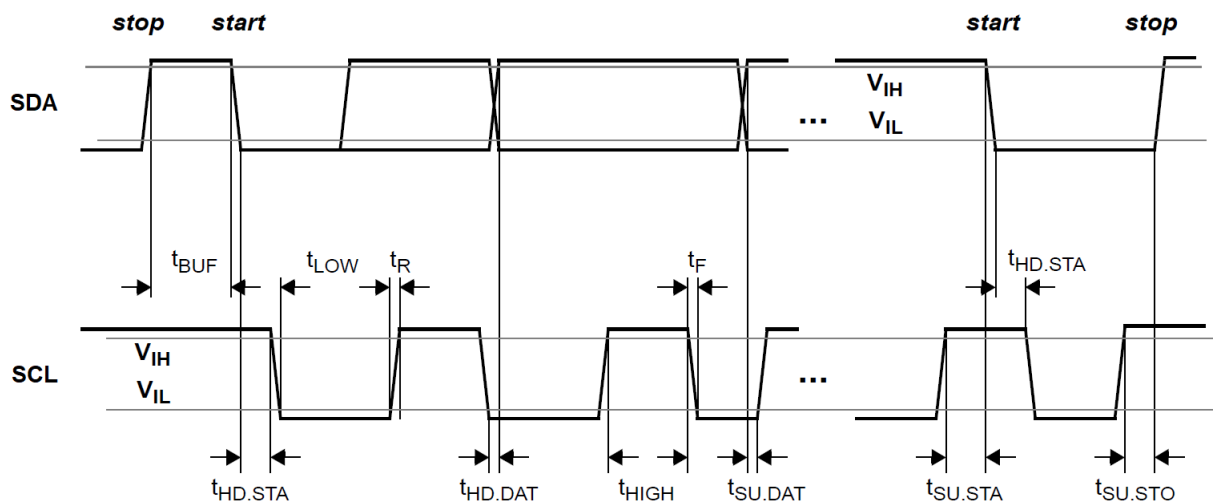 stop start start stop
SDA
VIH
VIL
...
tBUF tLOW tR tF tHD.STA
SCL
VIH
VIL
...
tHD.STA tHD.DAT tHIGH tSU.DAT tSU.STA tSU.STO